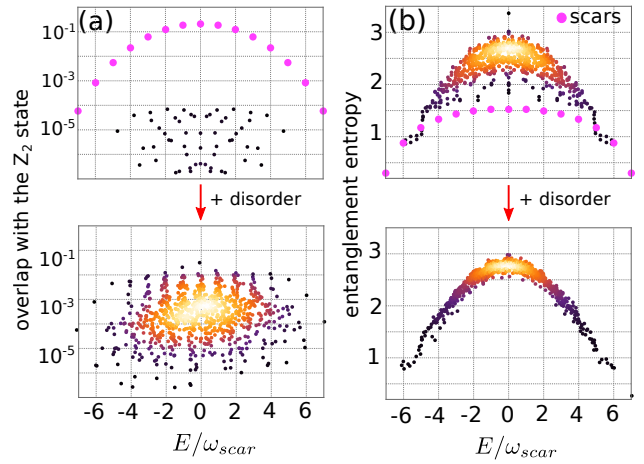 (a)
10⁻¹
10⁻³
10⁻⁵
overlap with the Z₂ state
+ disorder
10⁻¹
10⁻³
10⁻⁵
-6 -4 -2 0 2 4 6
E/ω_scar
(b)
scars
3
2
1
entanglement entropy
+ disorder
3
2
1
-6 -4 -2 0 2 4 6
E/ω_scar